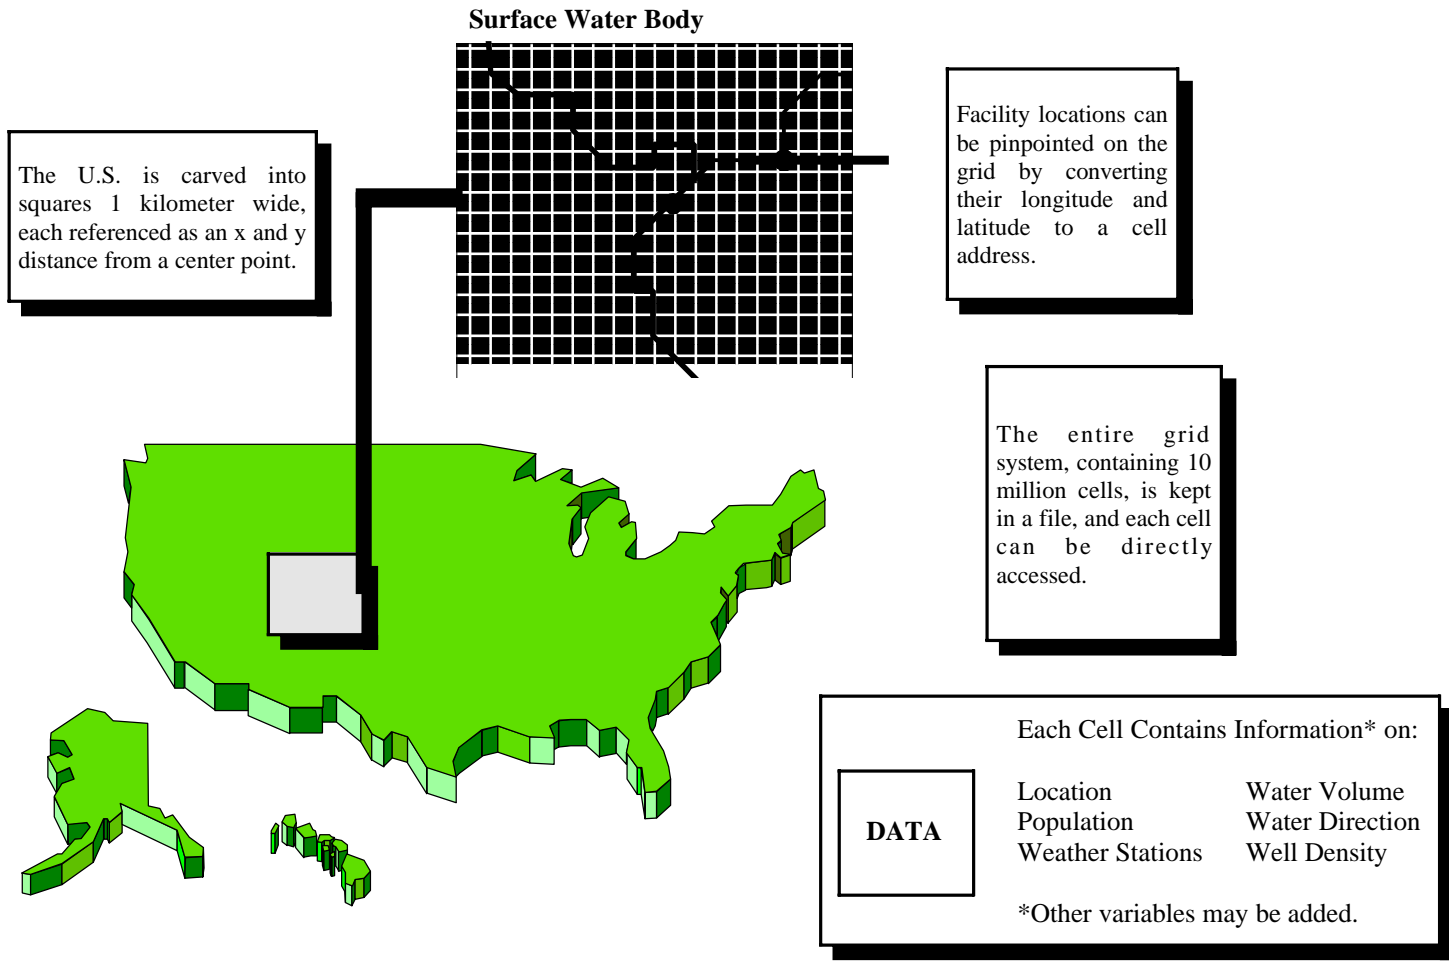 Surface Water Body
The U.S. is carved into
squares 1 kilometer wide,
each referenced as an x and y
distance from a center point.
Facility locations can
be pinpointed on the
grid by converting
their longitude and
latitude to a cell
address.
The entire grid
system, containing 10
million cells, is kept
in a file, and each cell
can be directly
accessed.
Each Cell Contains Information* on:
DATA
Location Water Volume
Population Water Direction
Weather Stations Well Density
*Other variables may be added.